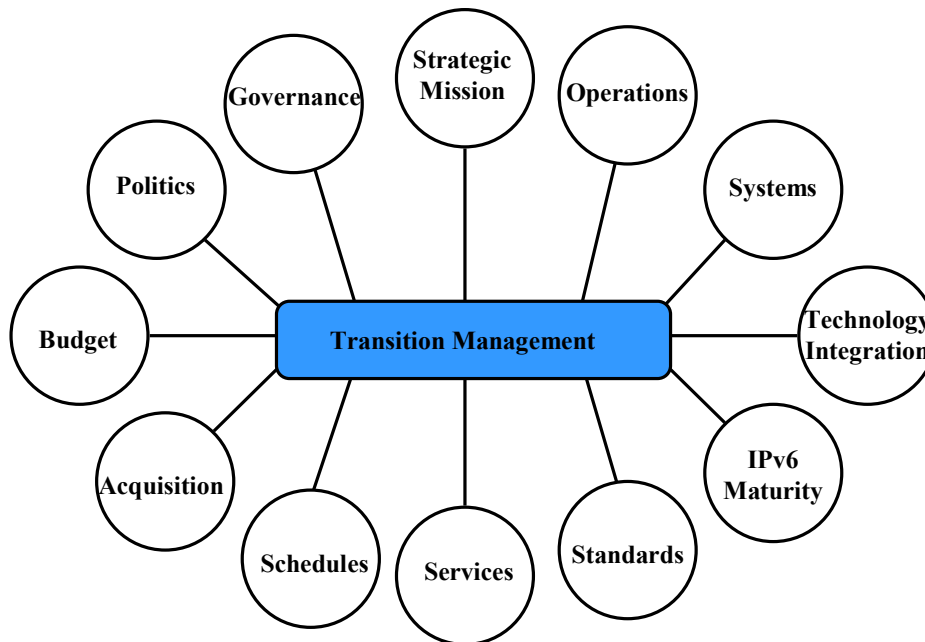 Strategic
Mission
Governance
Operations
Politics
Systems
Budget
Transition Management
Technology
Integration
Acquisition
IPv6
Maturity
Schedules
Services
Standards